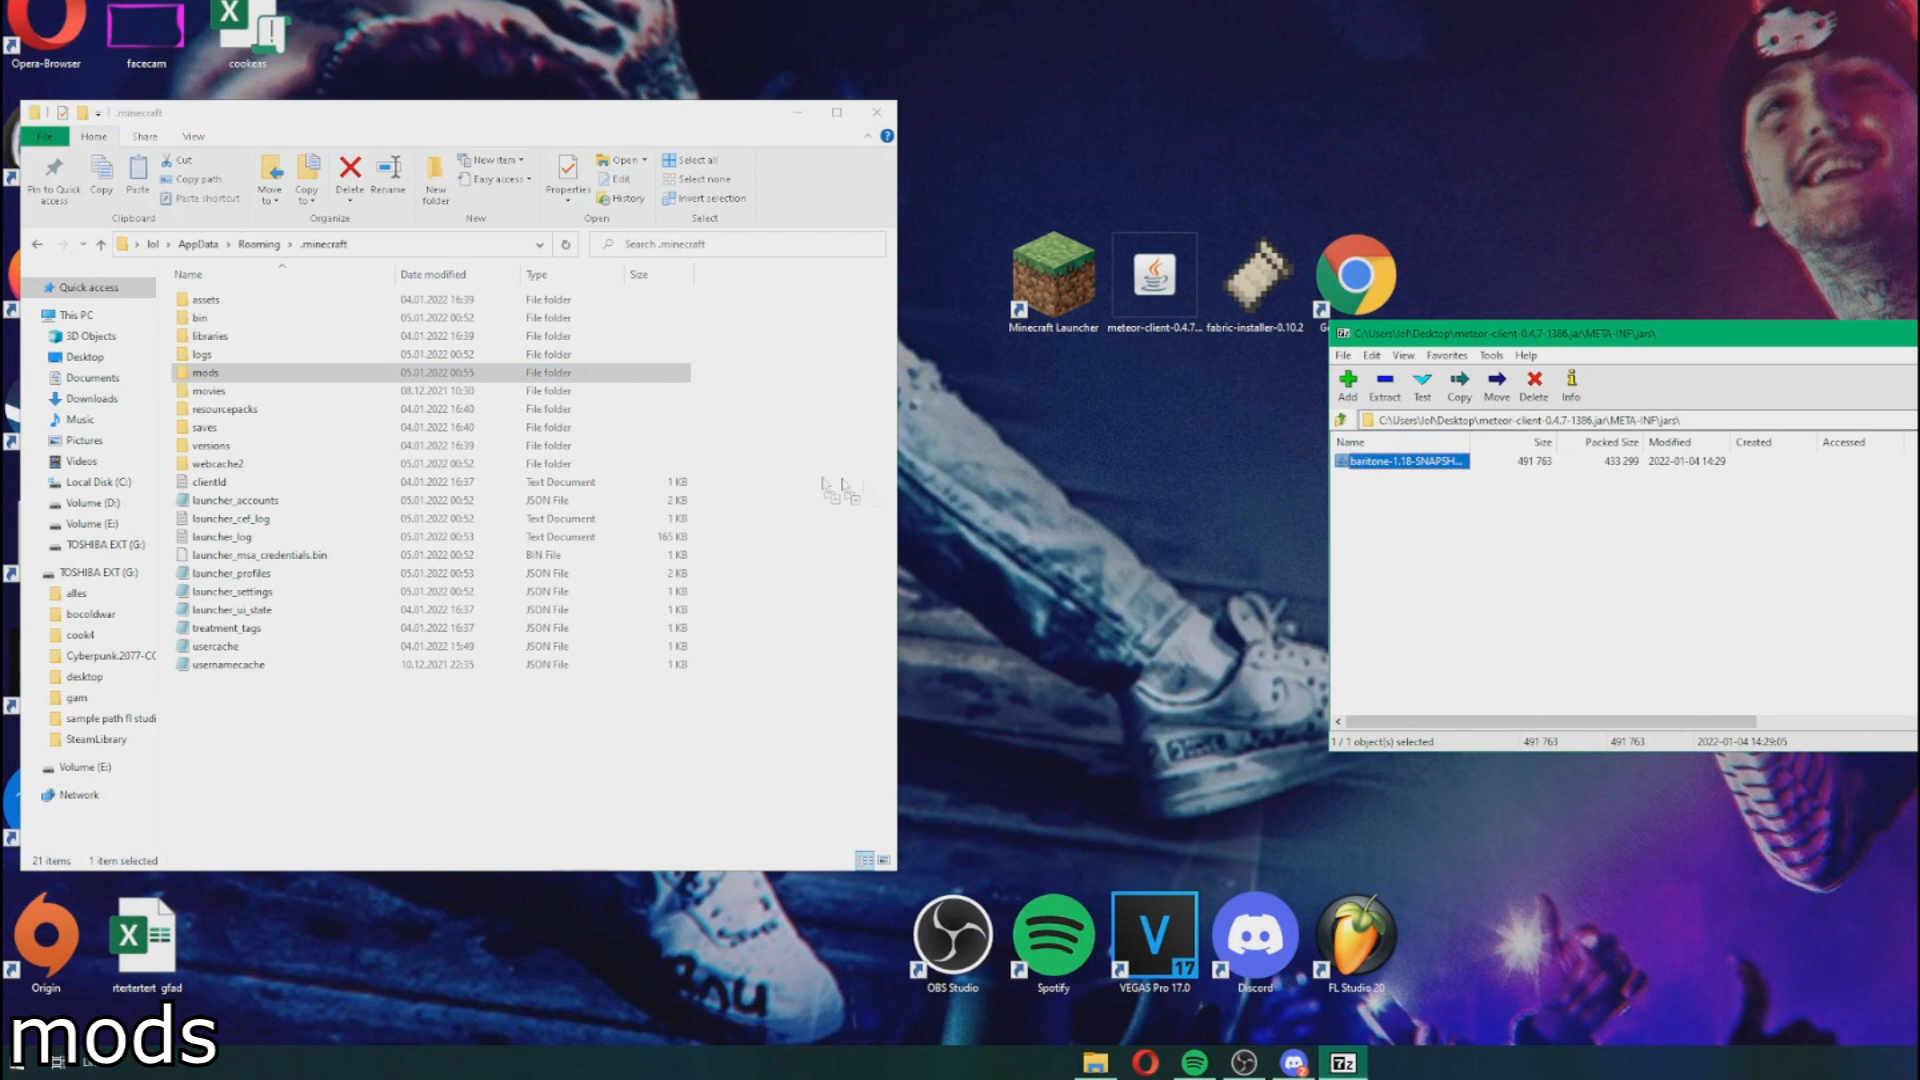 Opera-Browser
facecam
cookeas
.minecraft
File Home Share View
Pin to Quick access
Copy
Paste
Cut
Copy path
Paste shortcut
Clipboard
Move to
Copy to
Delete
Rename
Organize
New folder
New item
Easy access
New
Properties
Open
Edit
History
Open
Select all
Select none
Invert selection
Select
lol › AppData › Roaming › .minecraft
Search .minecraft
Quick access
This PC
3D Objects
Desktop
Documents
Downloads
Music
Pictures
Videos
Local Disk (C:)
Volume (D:)
Volume (E:)
TOSHIBA EXT (G:)
TOSHIBA EXT (G:)
alles
bocoldwar
cook4
Cyberpunk.2077-CC
desktop
gam
sample path fl studi
SteamLibrary
Volume (E:)
Network
Name Date modified Type Size
assets 04.01.2022 16:39 File folder
bin 05.01.2022 00:52 File folder
libraries 04.01.2022 16:39 File folder
logs 05.01.2022 00:52 File folder
mods 05.01.2022 00:55 File folder
movies 08.12.2021 10:30 File folder
resourcepacks 04.01.2022 16:40 File folder
saves 04.01.2022 16:40 File folder
versions 04.01.2022 16:39 File folder
webcache2 05.01.2022 00:52 File folder
clientId 04.01.2022 16:37 Text Document 1 KB
launcher_accounts 05.01.2022 00:52 JSON File 2 KB
launcher_cef_log 05.01.2022 00:52 Text Document 1 KB
launcher_log 05.01.2022 00:53 Text Document 165 KB
launcher_msa_credentials.bin 05.01.2022 00:52 BIN File 1 KB
launcher_profiles 05.01.2022 00:53 JSON File 2 KB
launcher_settings 05.01.2022 00:52 JSON File 1 KB
launcher_ui_state 04.01.2022 16:37 JSON File 1 KB
treatment_tags 04.01.2022 16:37 JSON File 1 KB
usercache 04.01.2022 15:49 JSON File 1 KB
usernamecache 10.12.2021 22:35 JSON File 1 KB
21 items 1 item selected
Minecraft Launcher
meteor-client-0.4.7...
fabric-installer-0.10.2
C:\Users\lol\Desktop\meteor-client-0.4.7-1386.jar\META-INF\jars\
File Edit View Favorites Tools Help
Add Extract Test Copy Move Delete Info
C:\Users\lol\Desktop\meteor-client-0.4.7-1386.jar\META-INF\jars\
Name Size Packed Size Modified Created Accessed
baritone-1.18-SNAPSH... 491 763 433 299 2022-01-04 14:29
1 / 1 object(s) selected 491 763 491 763 2022-01-04 14:29:05
Origin
rtertertert gfad
OBS Studio
Spotify
VEGAS Pro 17.0
Discord
FL Studio 20
mods